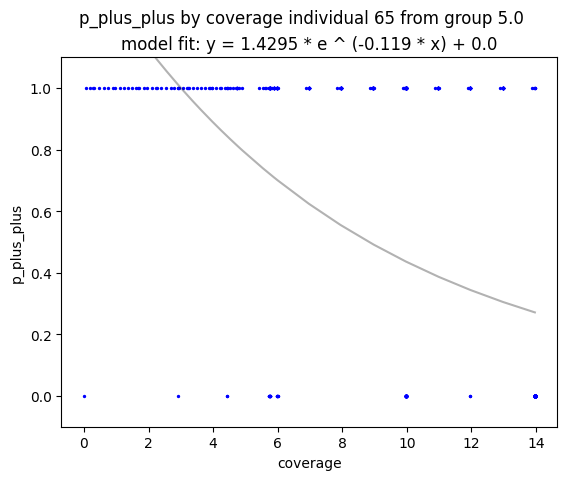 p_plus_plus by coverage individual 65 from group 5.0
model fit: y = 1.4295 * e ^ (-0.119 * x) + 0.0
1.0
0.8
0.6
0.4
0.2
0.0
p_plus_plus
0 2 4 6 8 10 12 14
coverage